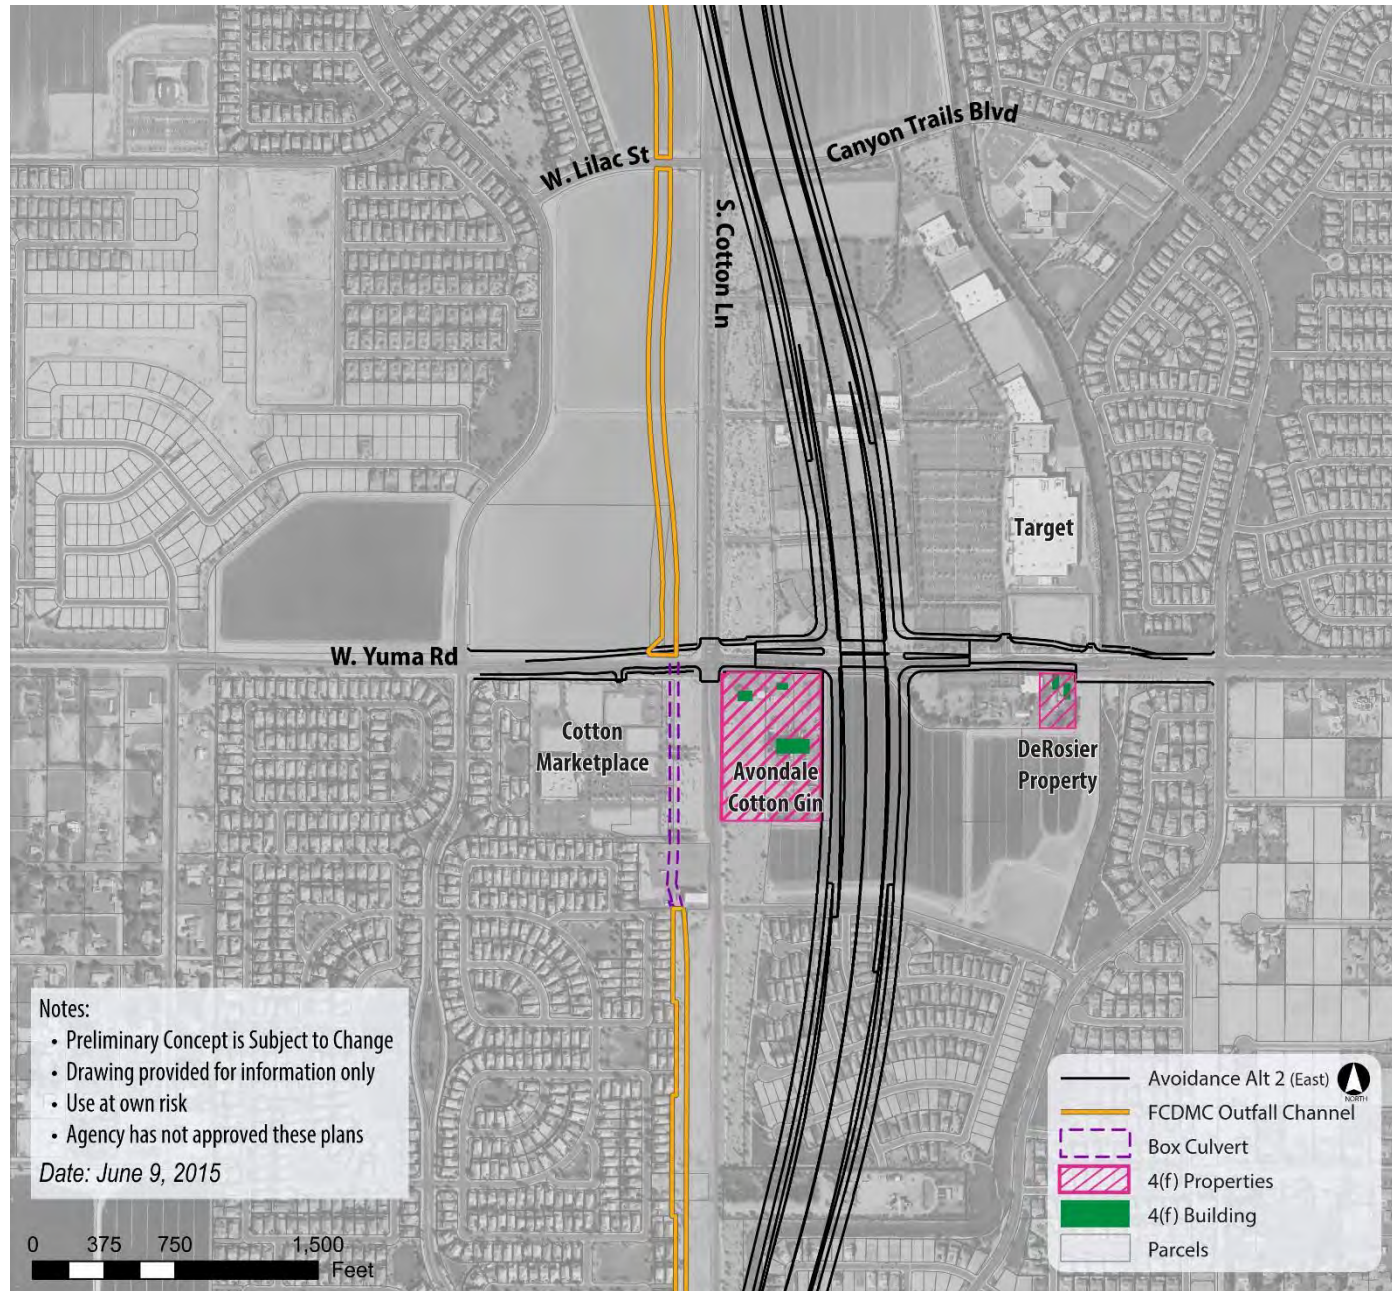 Canyon Trails Blvd
W. Lilac St
S. Cotton Ln
Target
W. Yuma Rd
Cotton
Marketplace
Avondale
Cotton Gin
DeRosier
Property
Notes:
• Preliminary Concept is Subject to Change
• Drawing provided for information only
• Use at own risk
• Agency has not approved these plans
Date: June 9, 2015
0 375 750 1,500
Feet
Avoidance Alt 2 (East)
NORTH
FCDMC Outfall Channel
Box Culvert
4(f) Properties
4(f) Building
Parcels